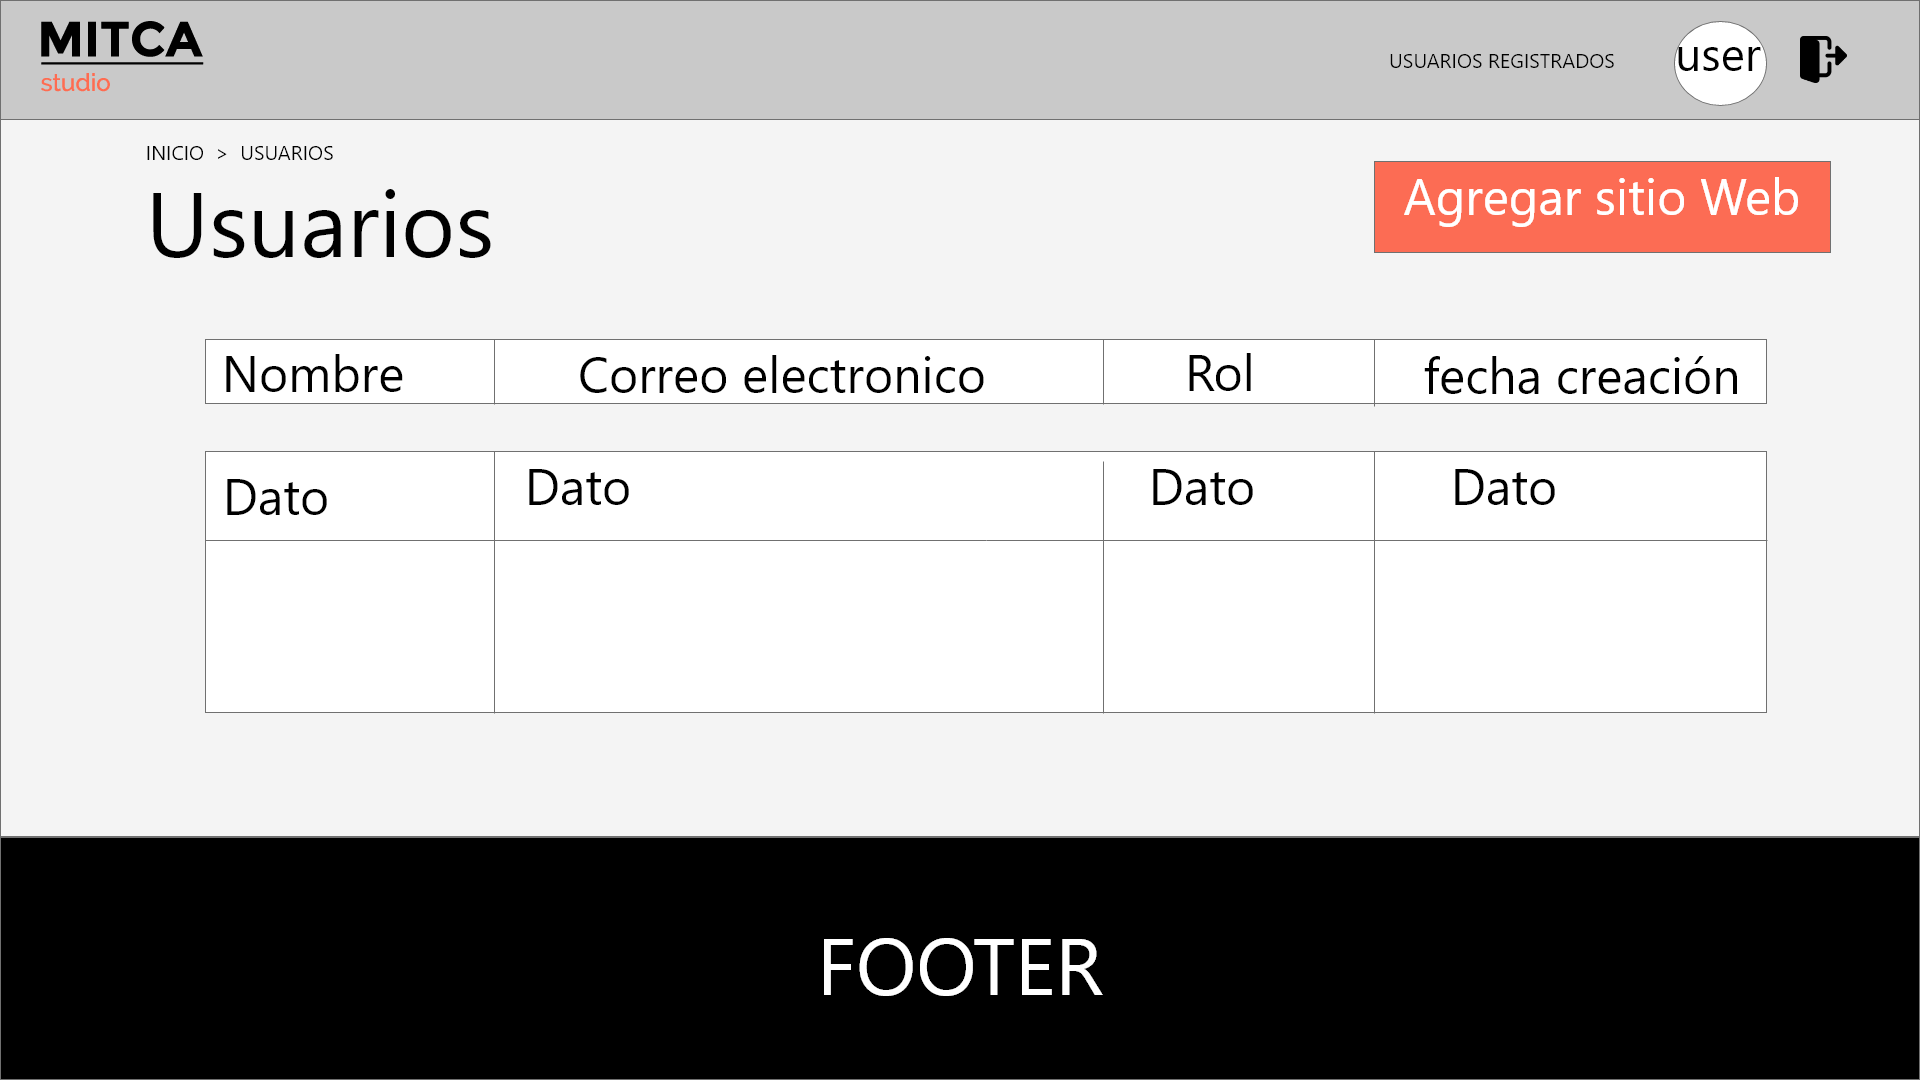 MITCA
studio
USUARIOS REGISTRADOS
user
INICIO > USUARIOS
Usuarios
Agregar sitio Web
Nombre
Correo electronico
Rol
fecha creación
Dato
Dato
Dato
Dato
FOOTER